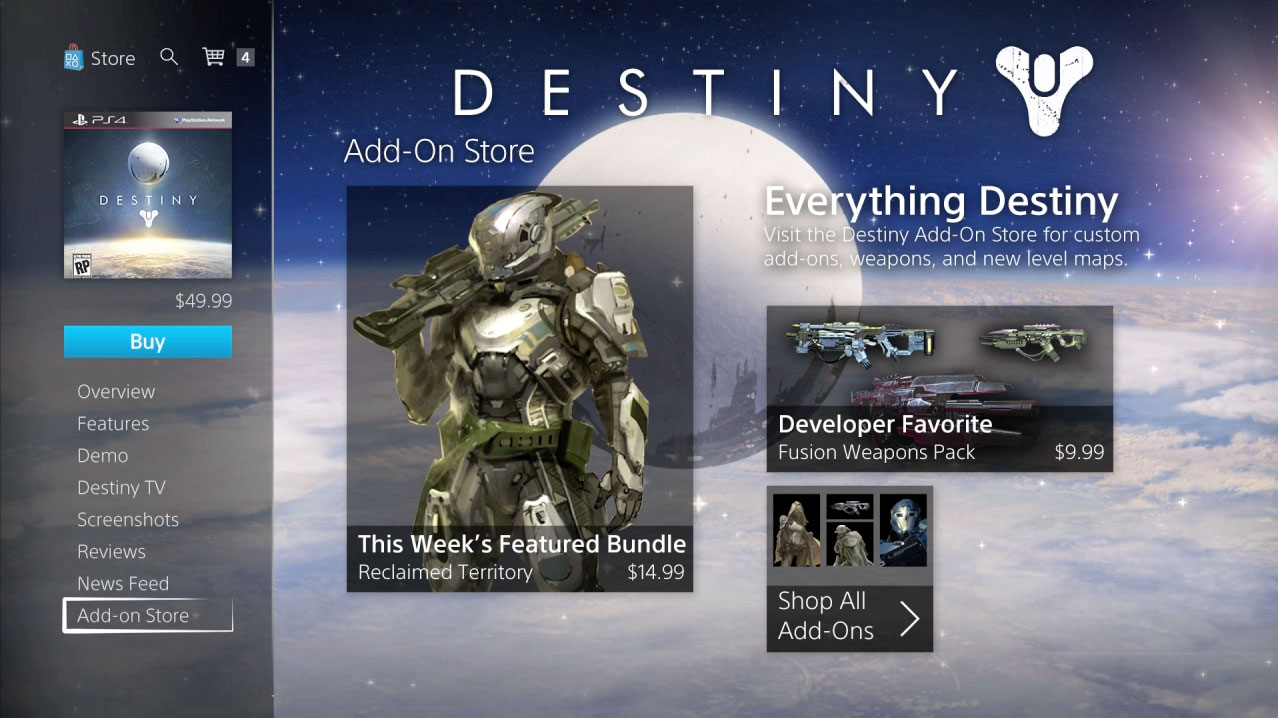 Store
4
PS4
PlayStation Network
DESTINY
RP
$49.99
Buy
Overview
Features
Demo
Destiny TV
Screenshots
Reviews
News Feed
Add-on Store
DESTINY
Add-On Store
This Week’s Featured Bundle
Reclaimed Territory $14.99
Everything Destiny
Visit the Destiny Add-On Store for custom
add-ons, weapons, and new level maps.
Developer Favorite
Fusion Weapons Pack $9.99
Shop All
Add-Ons